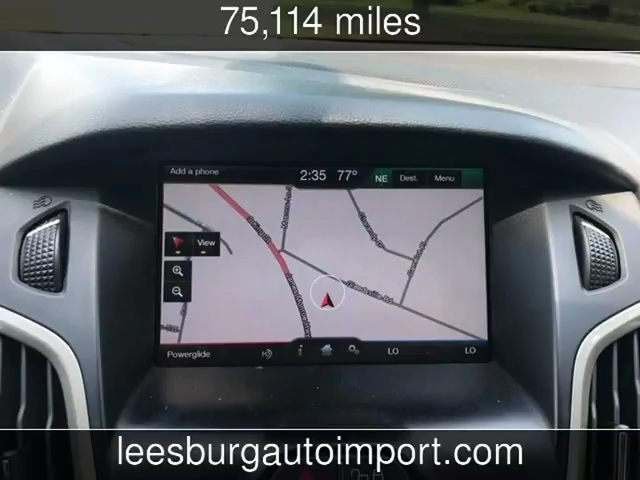 75,114 miles
Add a phone
2:35 77° NE Dest. Menu
View
Powerglide LO LO
leesburgautoimport.com